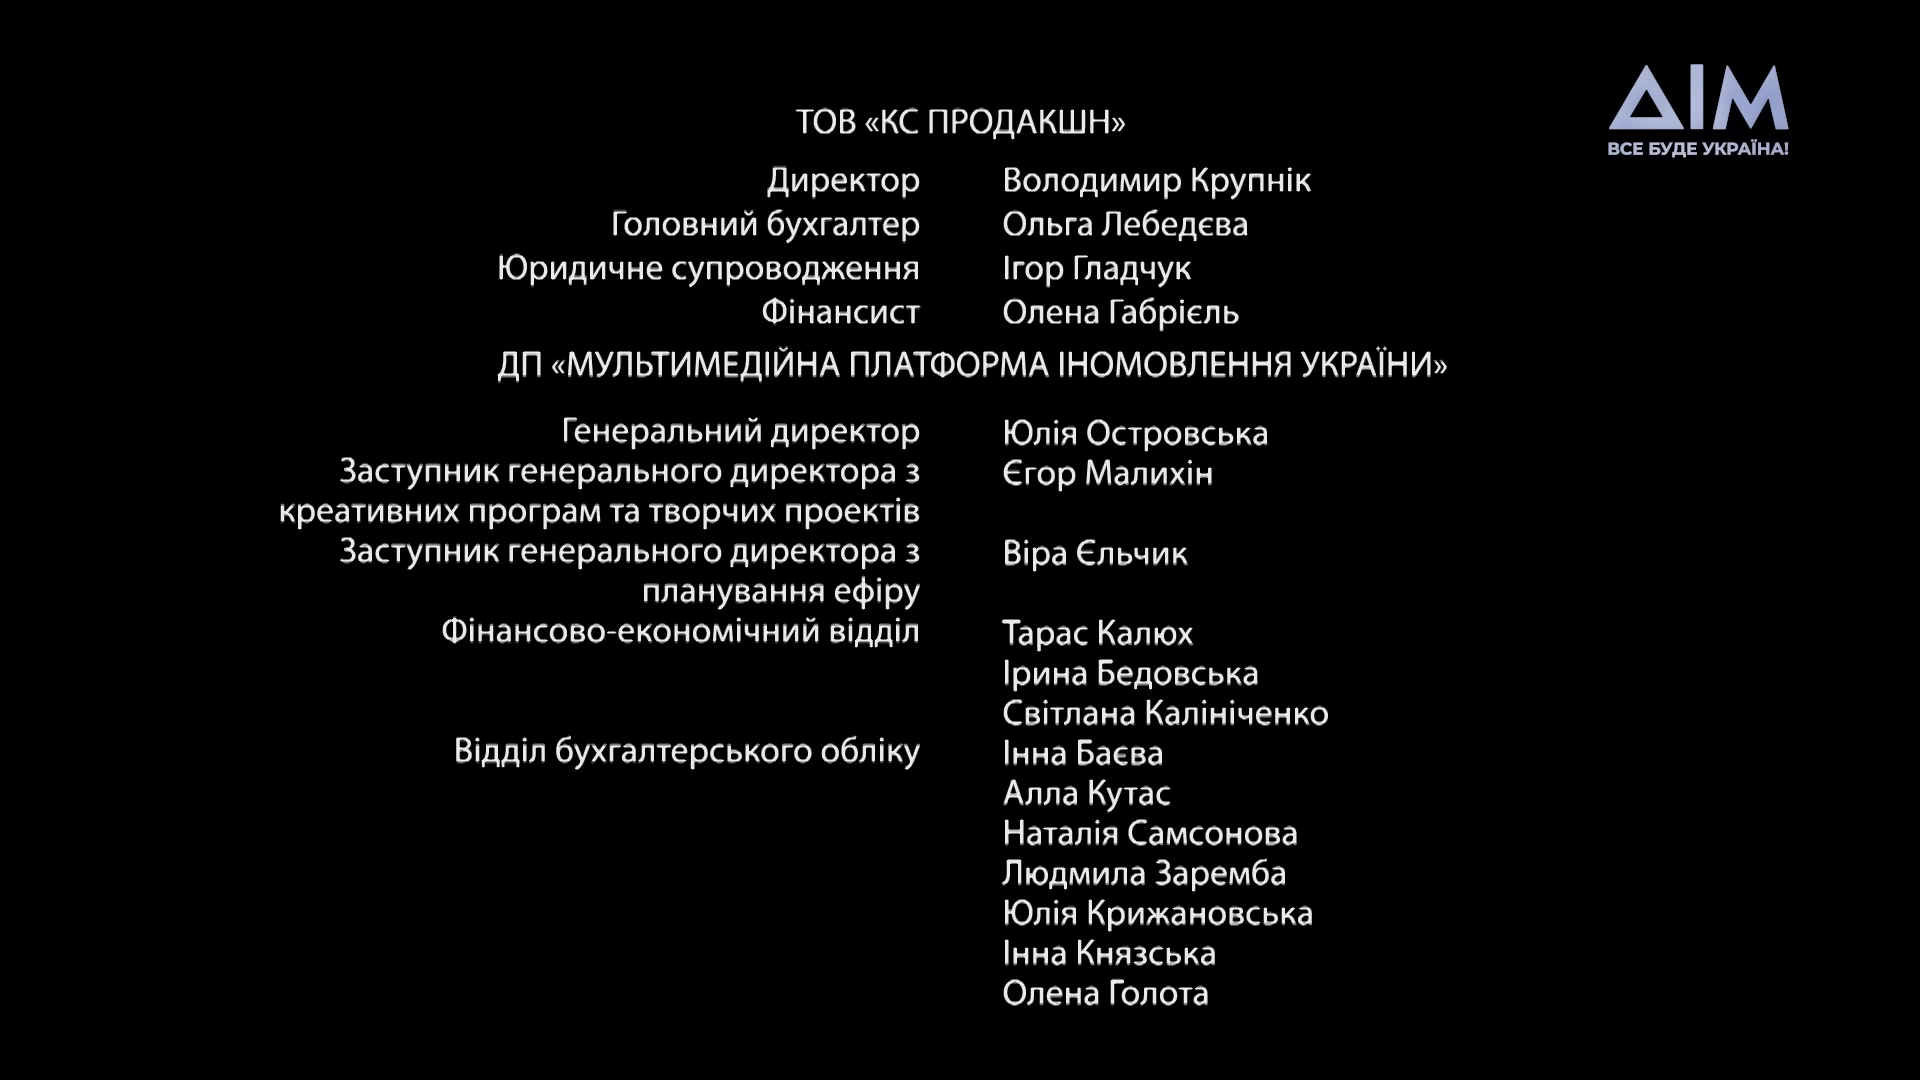 ДІМ
ВСЕ БУДЕ УКРАЇНА!
ТОВ «КС ПРОДАКШН»
Директор Володимир Крупнік
Головний бухгалтер Ольга Лебедєва
Юридичне супроводження Ігор Гладчук
Фінансист Олена Габрієль
ДП «МУЛЬТИМЕДІЙНА ПЛАТФОРМА ІНОМОВЛЕННЯ УКРАЇНИ»
Генеральний директор Юлія Островська
Заступник генерального директора з Єгор Малихін
креативних програм та творчих проектів
Заступник генерального директора з Віра Єльчик
планування ефіру
Фінансово-економічний відділ Тарас Калюх
Ірина Бедовська
Світлана Калініченко
Відділ бухгалтерського обліку Інна Баєва
Алла Кутас
Наталія Самсонова
Людмила Заремба
Юлія Крижановська
Інна Князська
Олена Голота